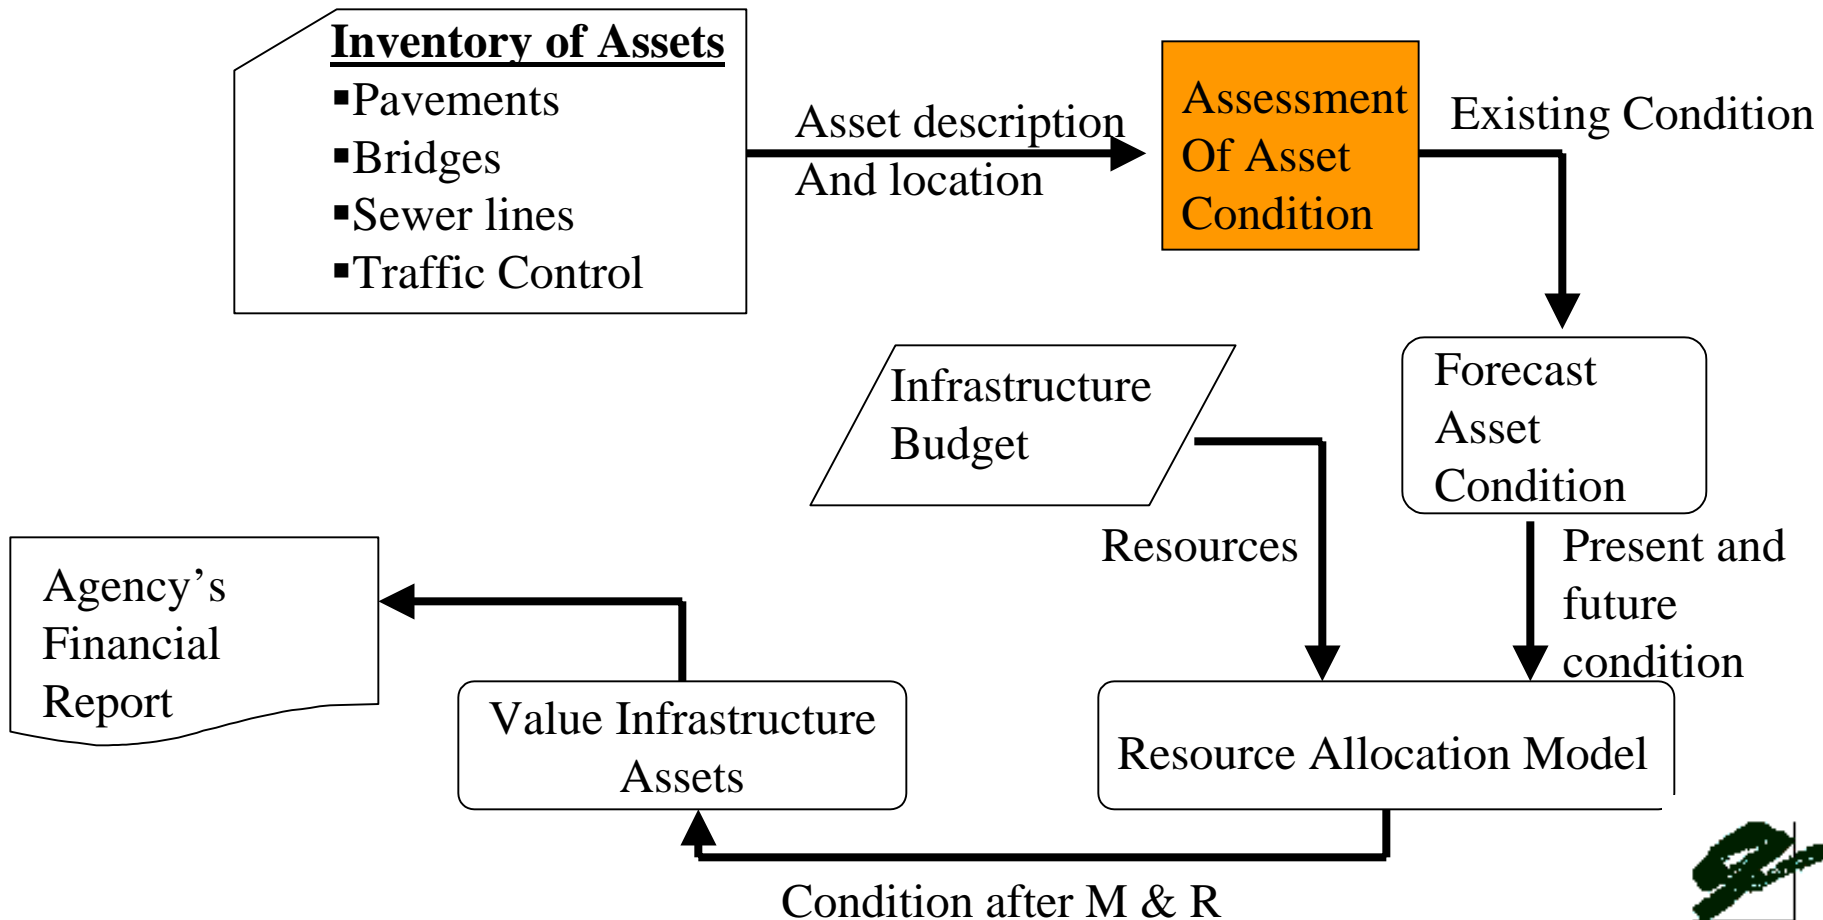 Inventory of Assets
▪Pavements
▪Bridges
▪Sewer lines
▪Traffic Control
Asset description
And location
Assessment
Of Asset
Condition
Existing Condition
Infrastructure
Budget
Forecast
Asset
Condition
Resources
Present and
future
condition
Agency’s
Financial
Report
Value Infrastructure
Assets
Resource Allocation Model
Condition after M & R